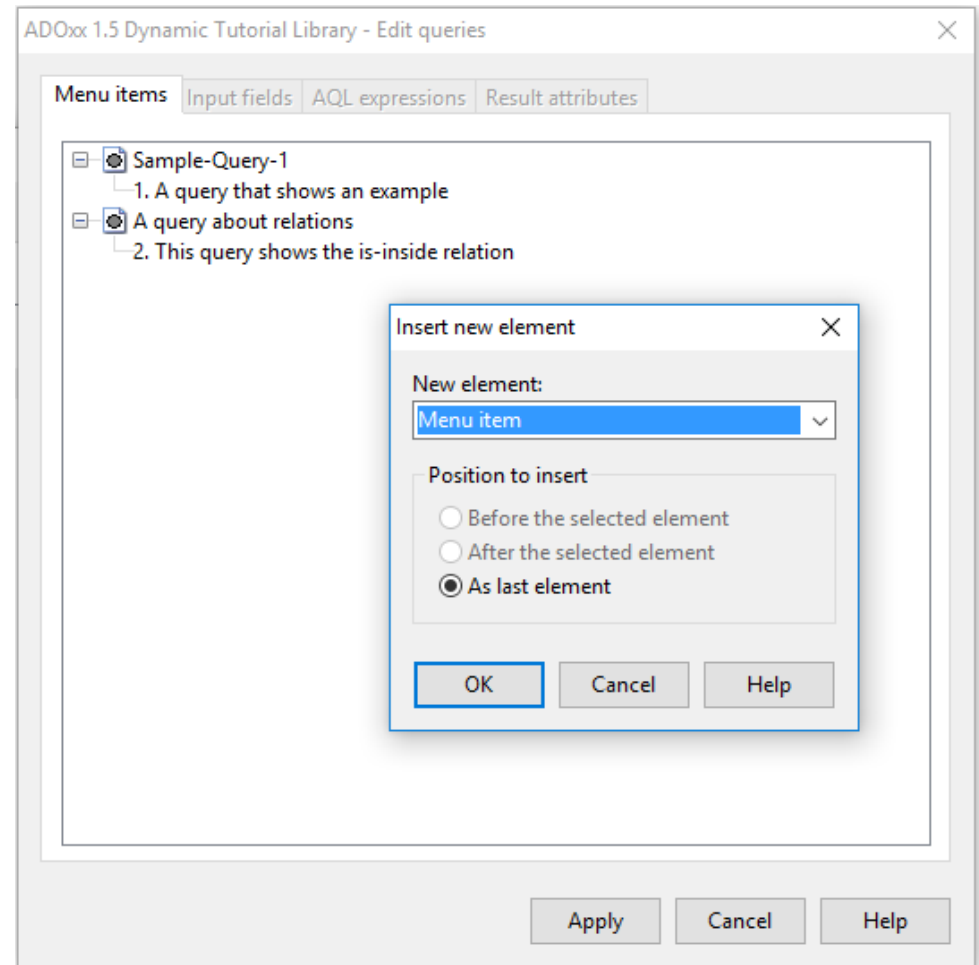 ADOxx 1.5 Dynamic Tutorial Library - Edit queries
Menu items Input fields AQL expressions Result attributes
Sample-Query-1
1. A query that shows an example
A query about relations
2. This query shows the is-inside relation
Insert new element
New element:
Menu item
Position to insert
Before the selected element
After the selected element
As last element
OK Cancel Help
Apply Cancel Help